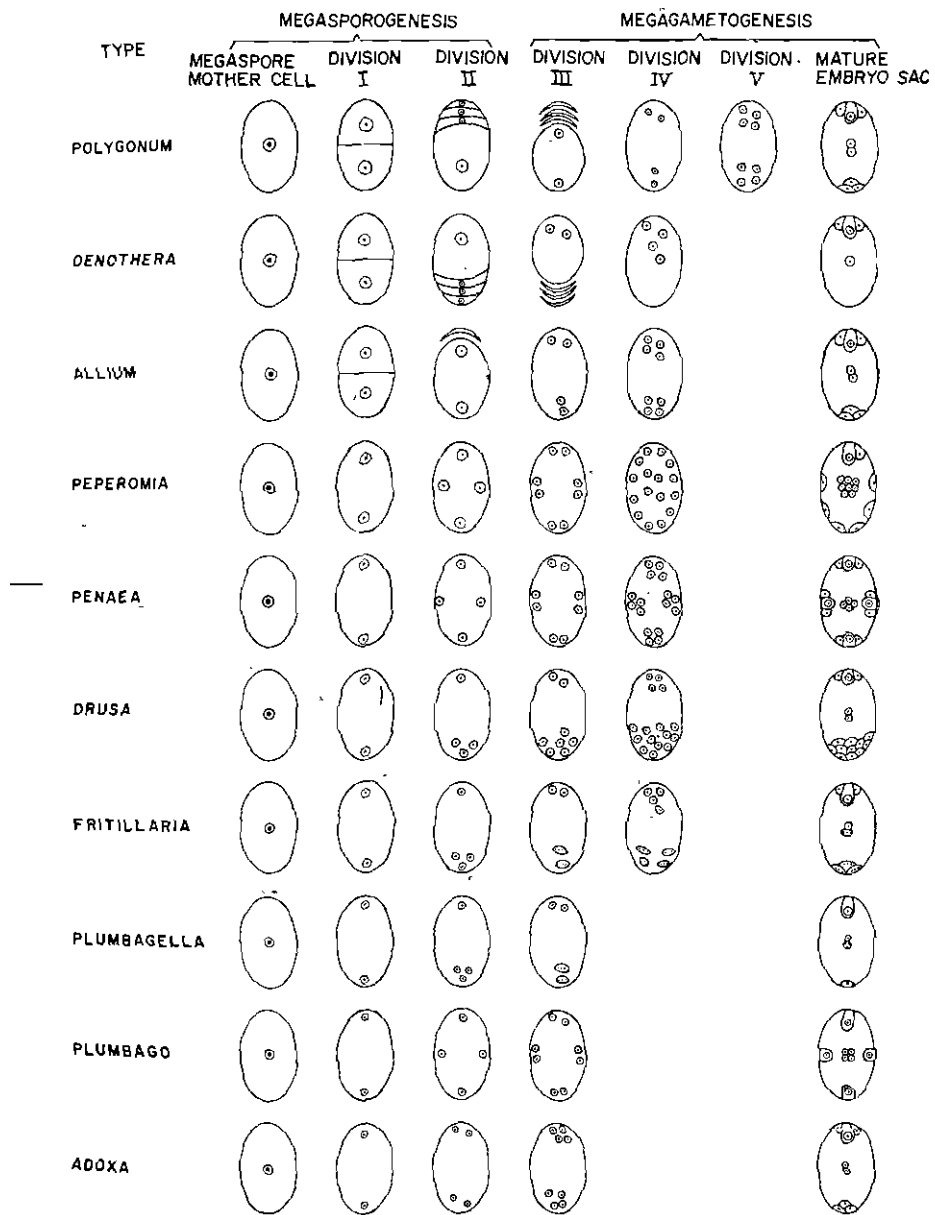 MEGASPOROGENESIS MEGAGAMETOGENESIS
TYPE
MEGASPORE DIVISION DIVISION DIVISION DIVISION DIVISION MATURE
MOTHER CELL I II III IV V EMBRYO SAC
POLYGONUM
OENOTHERA
ALLIUM
PEPEROMIA
PENAEA
DRUSA
FRITILLARIA
PLUMBAGELLA
PLUMBAGO
ADOXA